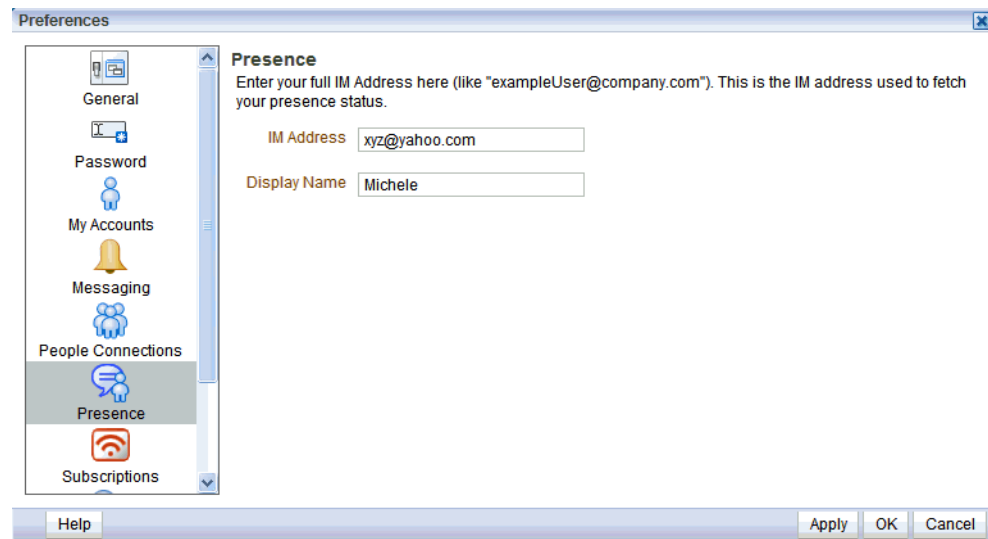 Preferences
General
Password
My Accounts
Messaging
People Connections
Presence
Subscriptions
Presence
Enter your full IM Address here (like "exampleUser@company.com"). This is the IM address used to fetch
your presence status.
IM Address xyz@yahoo.com
Display Name Michele
Help Apply OK Cancel